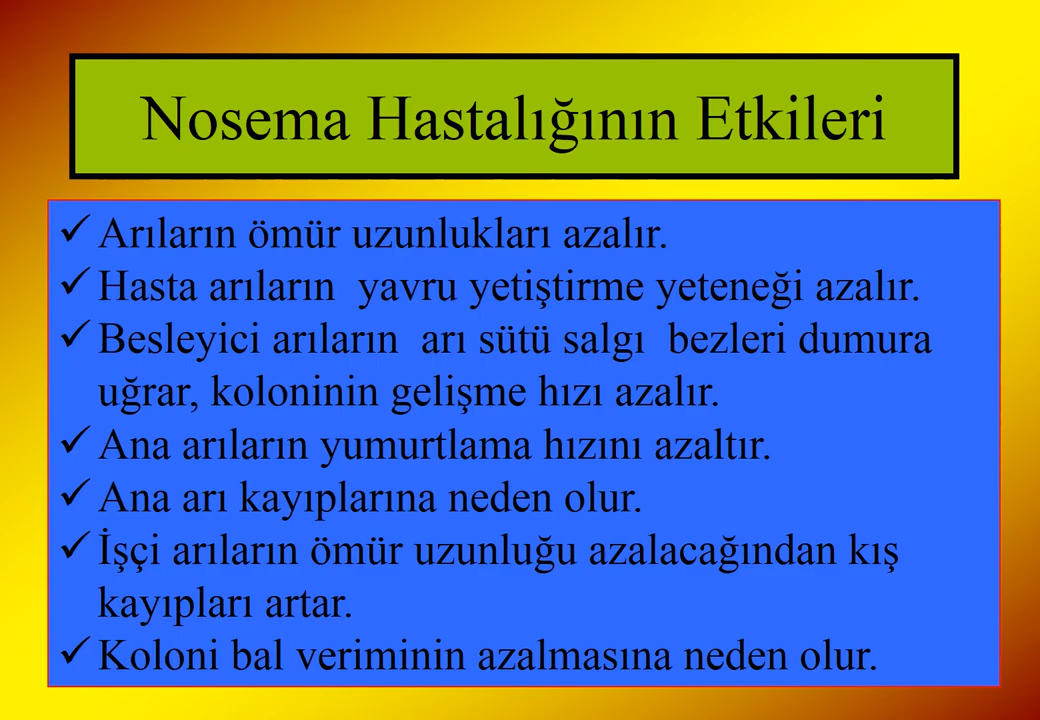 Nosema Hastalığının Etkileri
✓ Arıların ömür uzunlukları azalır.
✓ Hasta arıların yavru yetiştirme yeteneği azalır.
✓ Besleyici arıların arı sütü salgı bezleri dumura
uğrar, koloninin gelişme hızı azalır.
✓ Ana arıların yumurtlama hızını azaltır.
✓ Ana arı kayıplarına neden olur.
✓ İşçi arıların ömür uzunluğu azalacağından kış
kayıpları artar.
✓ Koloni bal veriminin azalmasına neden olur.